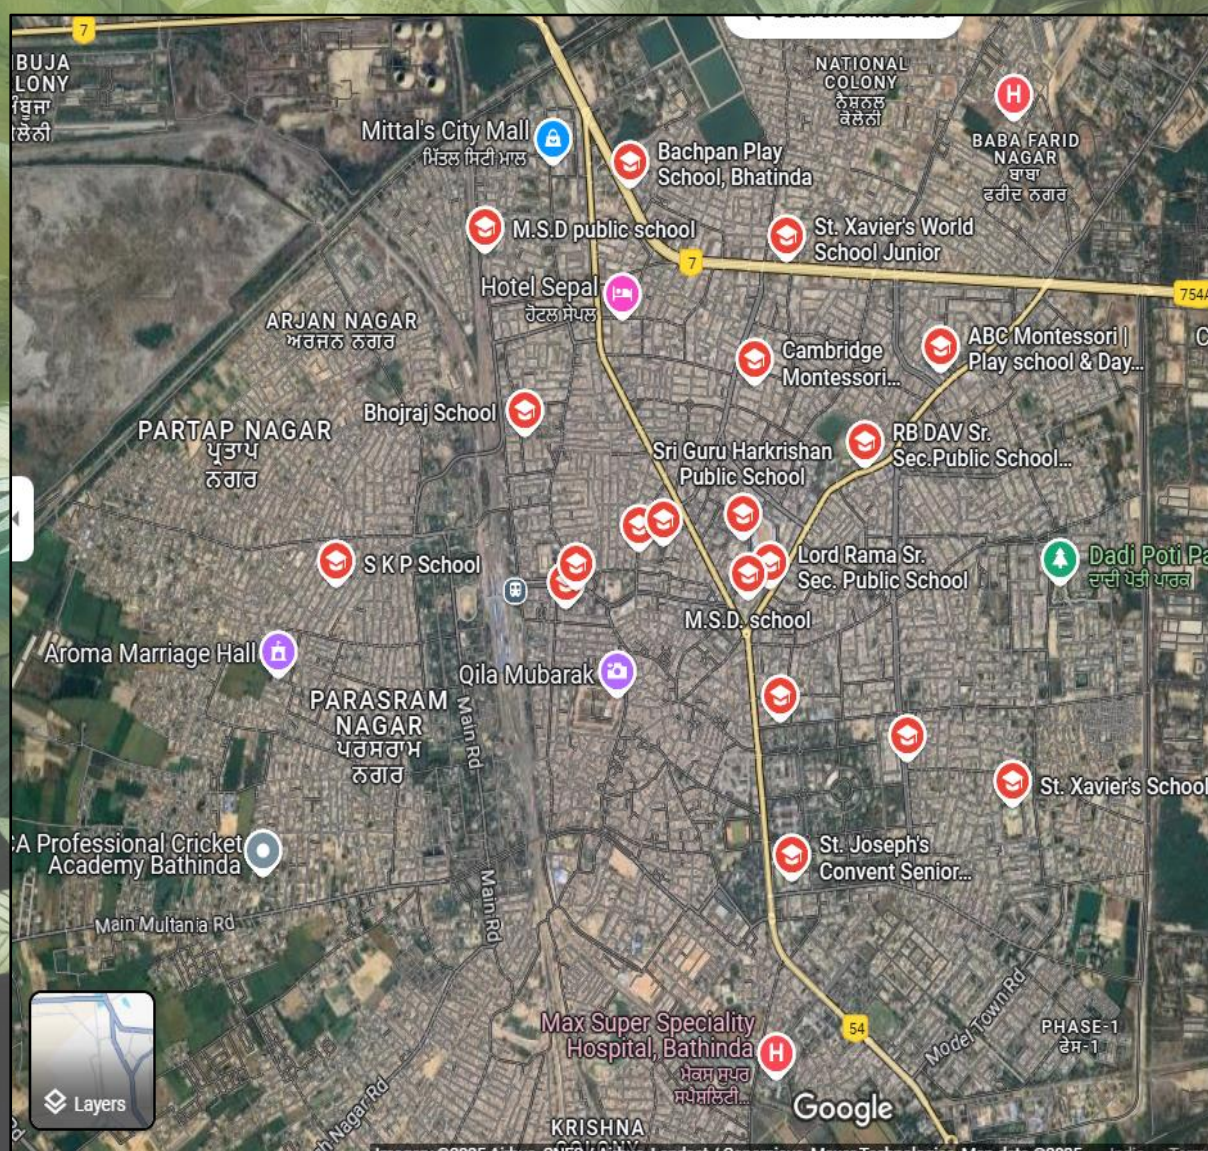 7
BUJA
LONY
Mittal's City Mall
ਮਿੱਤਲ ਸਿਟੀ ਮਾਲ
NATIONAL
COLONY
ਨੈਸ਼ਨਲ
ਕੋਲੋਨੀ
H
BABA FARID
NAGAR
ਬਾਬਾ
ਫਰੀਦ ਨਗਰ
Bachpan Play
School, Bhatinda
M.S.D public school
St. Xavier's World
School Junior
7
754A
Hotel Sepal
ਹੋਟਲ ਸੇਪਲ
ARJAN NAGAR
ਅਰਜਨ ਨਗਰ
ABC Montessori |
Play school & Day...
C
Cambridge
Montessori...
Bhojraj School
PARTAP NAGAR
ਪ੍ਰਤਾਪ
ਨਗਰ
RB DAV Sr.
Sec.Public School...
Sri Guru Harkrishan
Public School
S K P School
Lord Rama Sr.
Sec. Public School
Dadi Poti Pa
ਦਾਦੀ ਪੋਤੀ ਪਾਰਕ
M.S.D. school
Aroma Marriage Hall
Qila Mubarak
PARASRAM
NAGAR
ਪਰਸਰਾਮ
ਨਗਰ
Main Rd
St. Xavier's School
CA Professional Cricket
Academy Bathinda
St. Joseph's
Convent Senior...
Main Multania Rd
Main Rd
Max Super Speciality
Hospital, Bathinda
ਮੈਕਸ ਸੁਪਰ
ਸਪੈਸ਼ਲਿਟੀ...
H
54
Model Town Rd
PHASE-1
ਫੇਸ-1
Layers
Nagar Rd
Google
KRISHNA